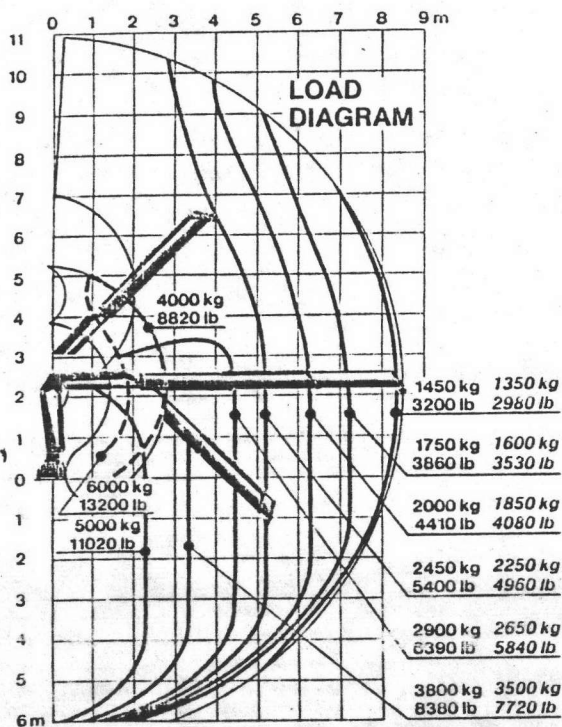 0 1 2 3 4 5 6 7 8 9 m
11
10
9
8
7
6
5
4
3
2
1
0
1
2
3
4
5
6 m
LOAD
DIAGRAM
4000 kg
8820 lb
6000 kg
13200 lb
5000 kg
11020 lb
1450 kg 1350 kg
3200 lb 2980 lb
1750 kg 1600 kg
3860 lb 3530 lb
2000 kg 1850 kg
4410 lb 4080 lb
2450 kg 2250 kg
5400 lb 4960 lb
2900 kg 2650 kg
6390 lb 5840 lb
3800 kg 3500 kg
8380 lb 7720 lb